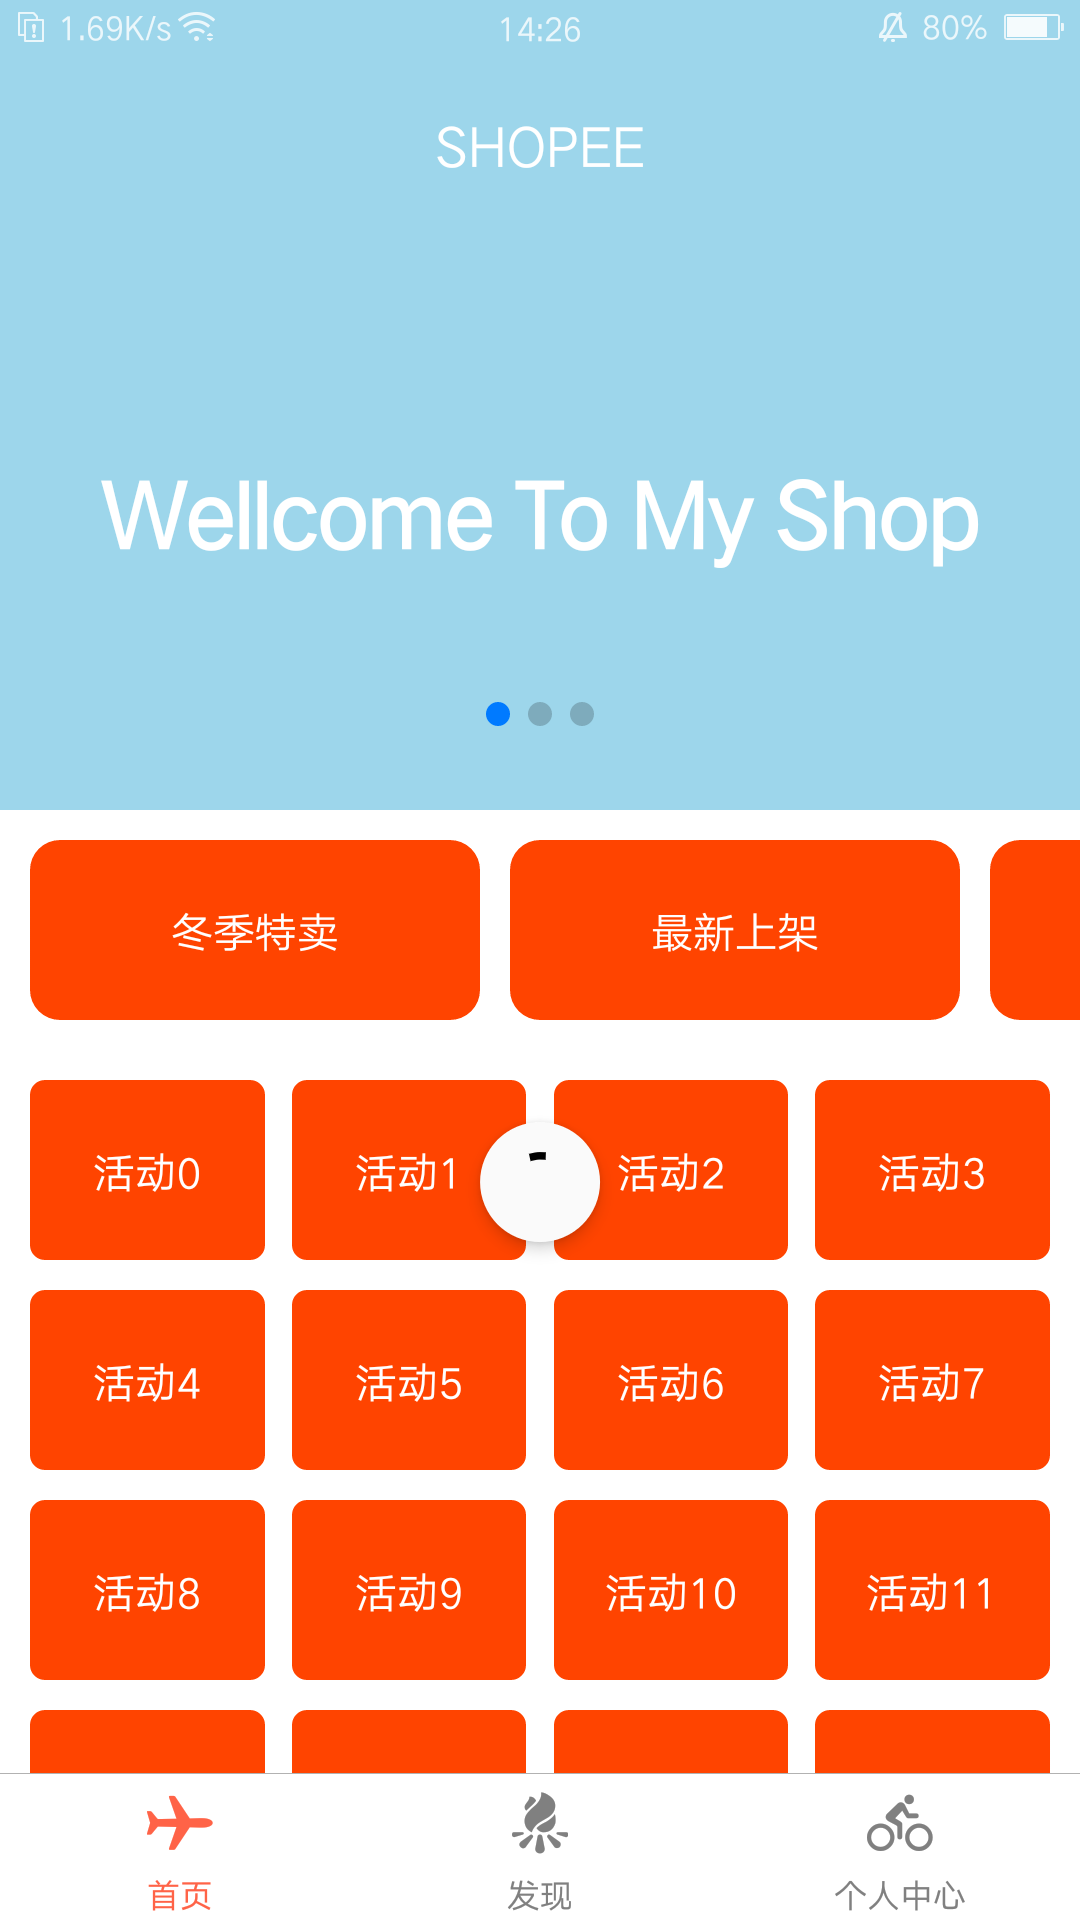 1.69K/s 14:26 80%
SHOPEE
Wellcome To My Shop
冬季特卖 最新上架
活动0 活动1 活动2 活动3
活动4 活动5 活动6 活动7
活动8 活动9 活动10 活动11
首页 发现 个人中心